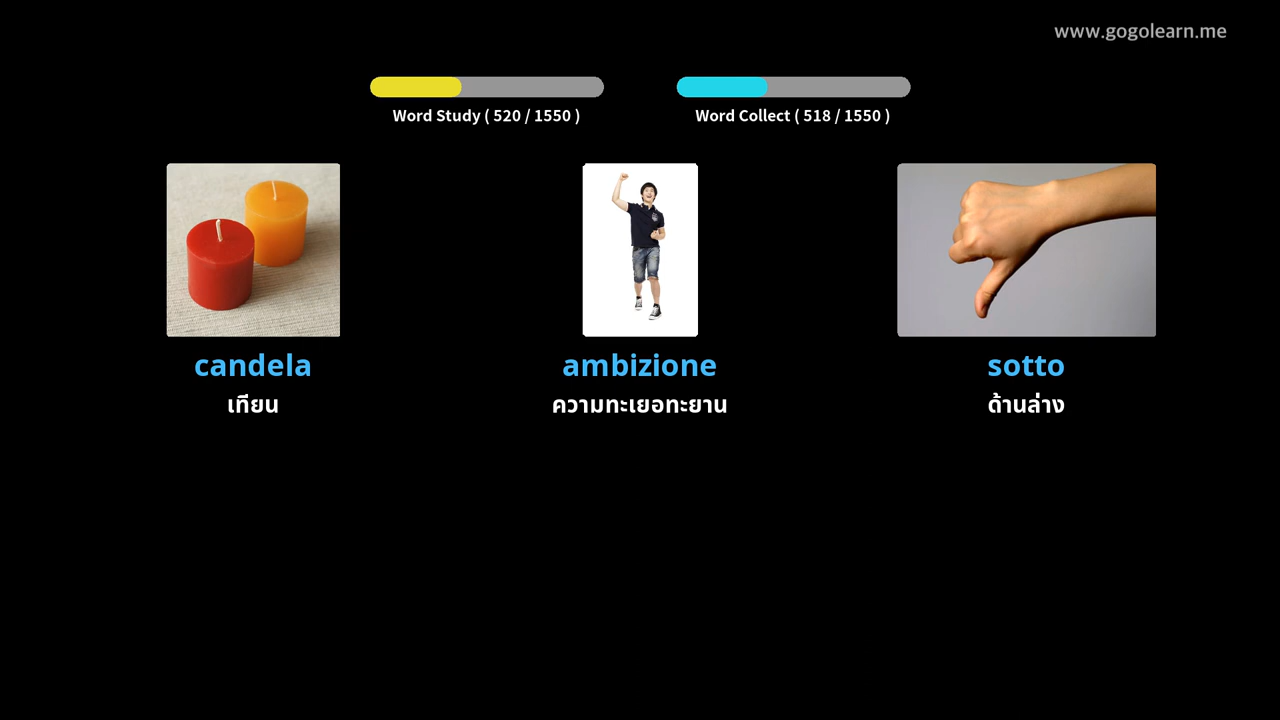 www.gogolearn.me
Word Study ( 520 / 1550 )
Word Collect ( 518 / 1550 )
candela
ambizione
sotto
เทียน
ความทะเยอทะยาน
ด้านล่าง